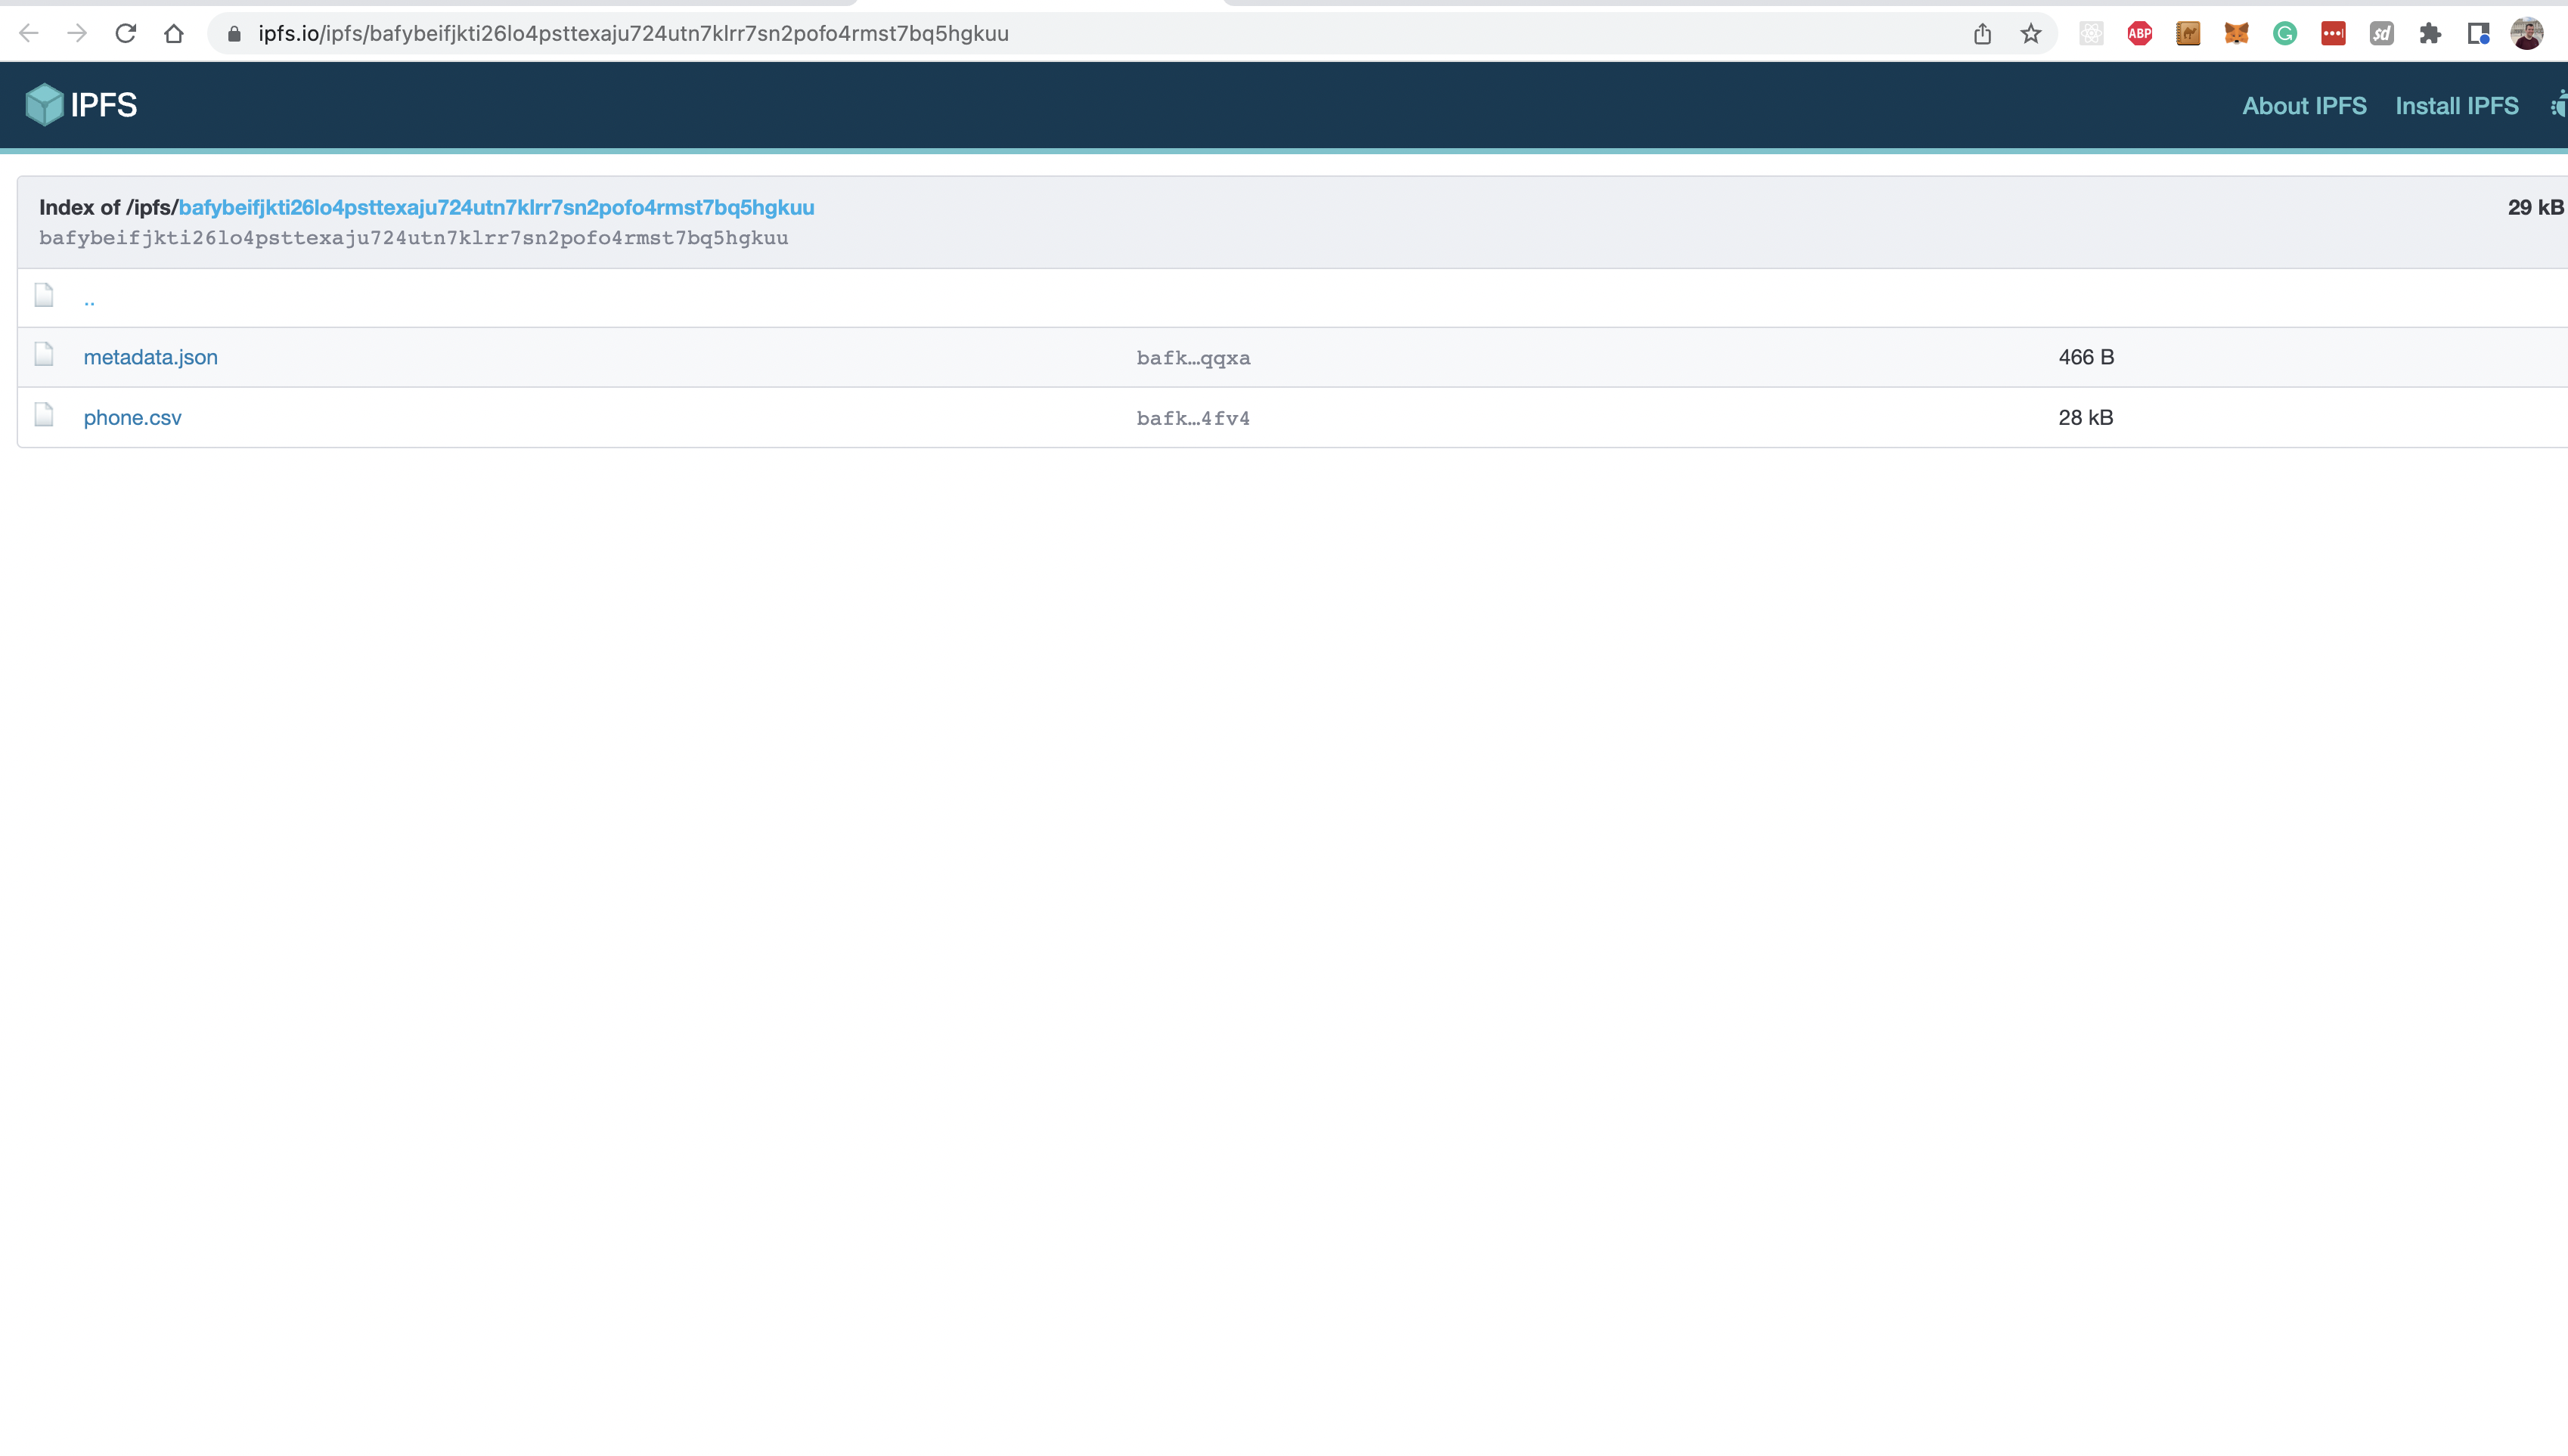 ipfs.io/ipfs/bafybeifjkti26lo4psttexaju724utn7klrr7sn2pofo4rmst7bq5hgkuu
ABP
sd
IPFS
About IPFS Install IPFS
Index of /ipfs/bafybeifjkti26lo4psttexaju724utn7klrr7sn2pofo4rmst7bq5hgkuu 29 kB
bafybeifjkti26lo4psttexaju724utn7klrr7sn2pofo4rmst7bq5hgkuu
..
metadata.json bafk…qqxa 466 B
phone.csv bafk…4fv4 28 kB